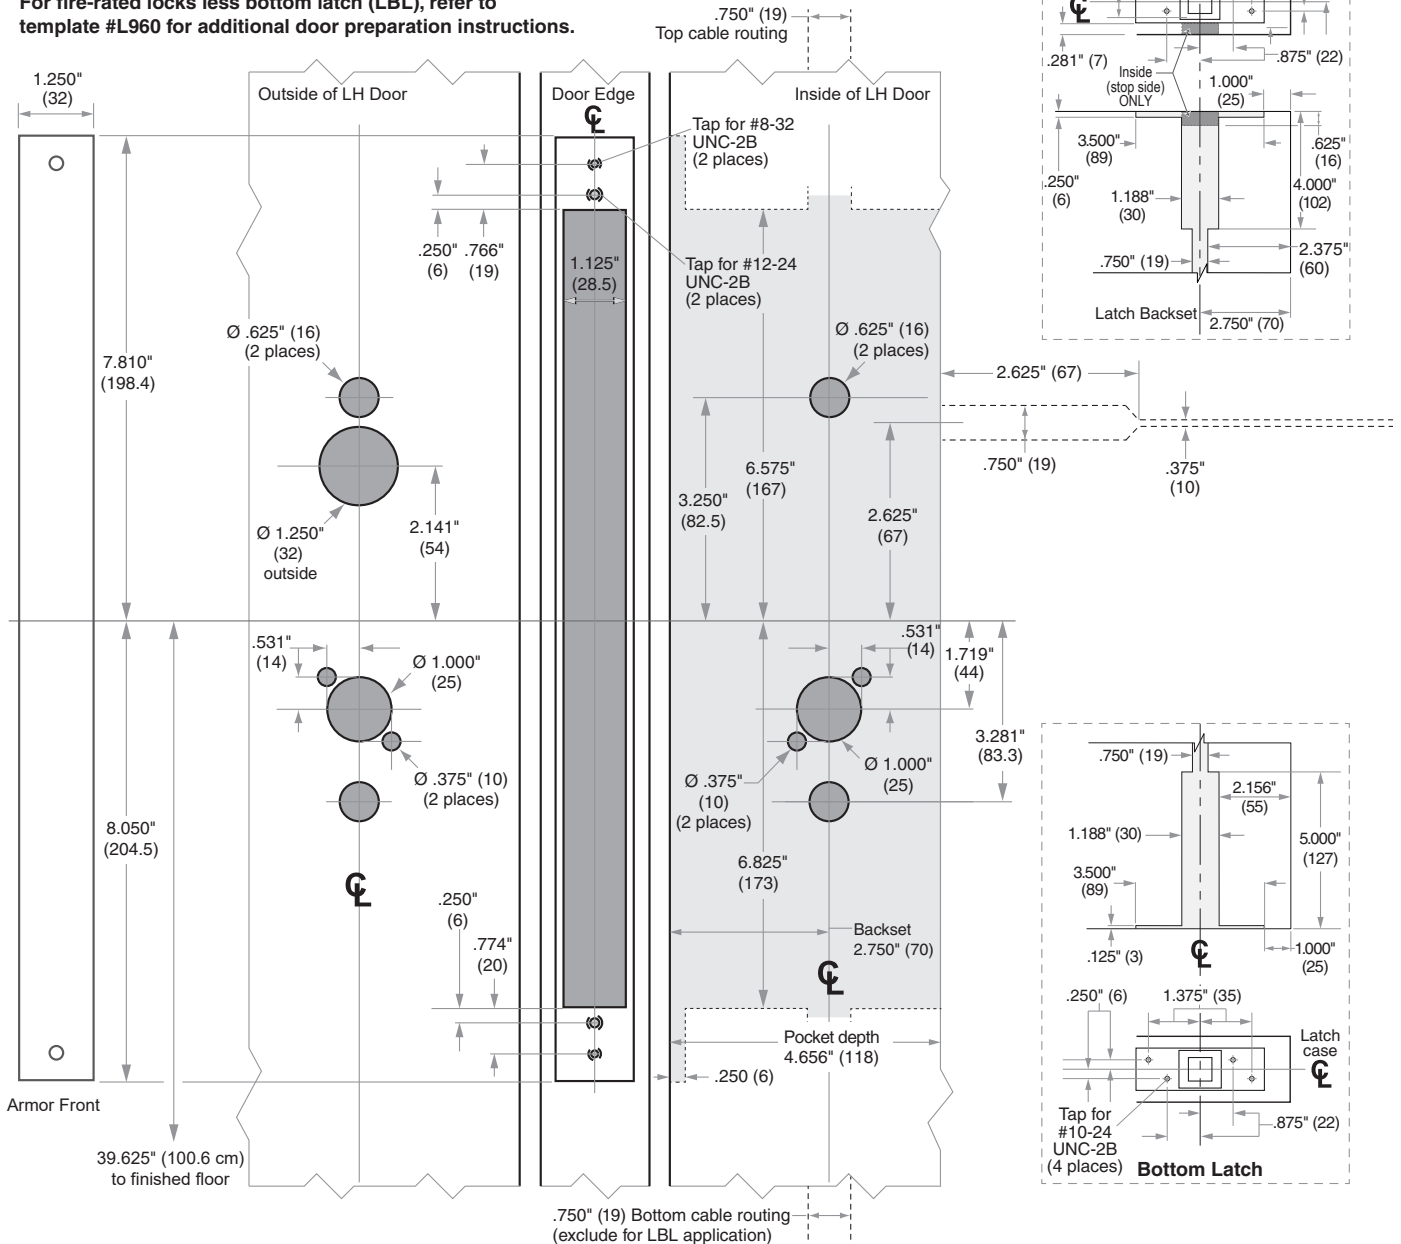 For fire-rated locks less bottom latch (LBL), refer to
template #L960 for additional door preparation instructions.
.750" (19)
Top cable routing
1.250"
(32)
Outside of LH Door
Door Edge
℄
Inside of LH Door
Tap for #8-32
UNC-2B
(2 places)
.250"
(6)
.766"
(19)
1.125"
(28.5)
Tap for #12-24
UNC-2B
(2 places)
7.810"
(198.4)
Ø .625" (16)
(2 places)
Ø .625" (16)
(2 places)
2.625" (67)
.750" (19)
.375"
(10)
6.575"
(167)
3.250"
(82.5)
2.625"
(67)
2.141"
(54)
Ø 1.250"
(32)
outside
.531"
(14)
Ø 1.000"
(25)
.531"
(14)
1.719"
(44)
3.281"
(83.3)
Ø .375" (10)
(2 places)
Ø .375"
(10)
(2 places)
Ø 1.000"
(25)
8.050"
(204.5)
6.825"
(173)
℄
.250"
(6)
.774"
(20)
Backset
2.750" (70)
℄
Pocket depth
4.656" (118)
.250 (6)
Armor Front
39.625" (100.6 cm)
to finished floor
.750" (19) Bottom cable routing
(exclude for LBL application)
℄
.281" (7)
.875" (22)
Inside
(stop side)
ONLY
1.000"
(25)
3.500"
(89)
.625"
(16)
.250"
(6)
4.000"
(102)
1.188"
(30)
2.375"
(60)
.750" (19)
Latch Backset
2.750" (70)
.750" (19)
2.156"
(55)
1.188" (30)
5.000"
(127)
3.500"
(89)
.125" (3)
℄
1.000"
(25)
.250" (6)
1.375" (35)
Latch
case
℄
Tap for
#10-24
UNC-2B
(4 places)
.875" (22)
Bottom Latch